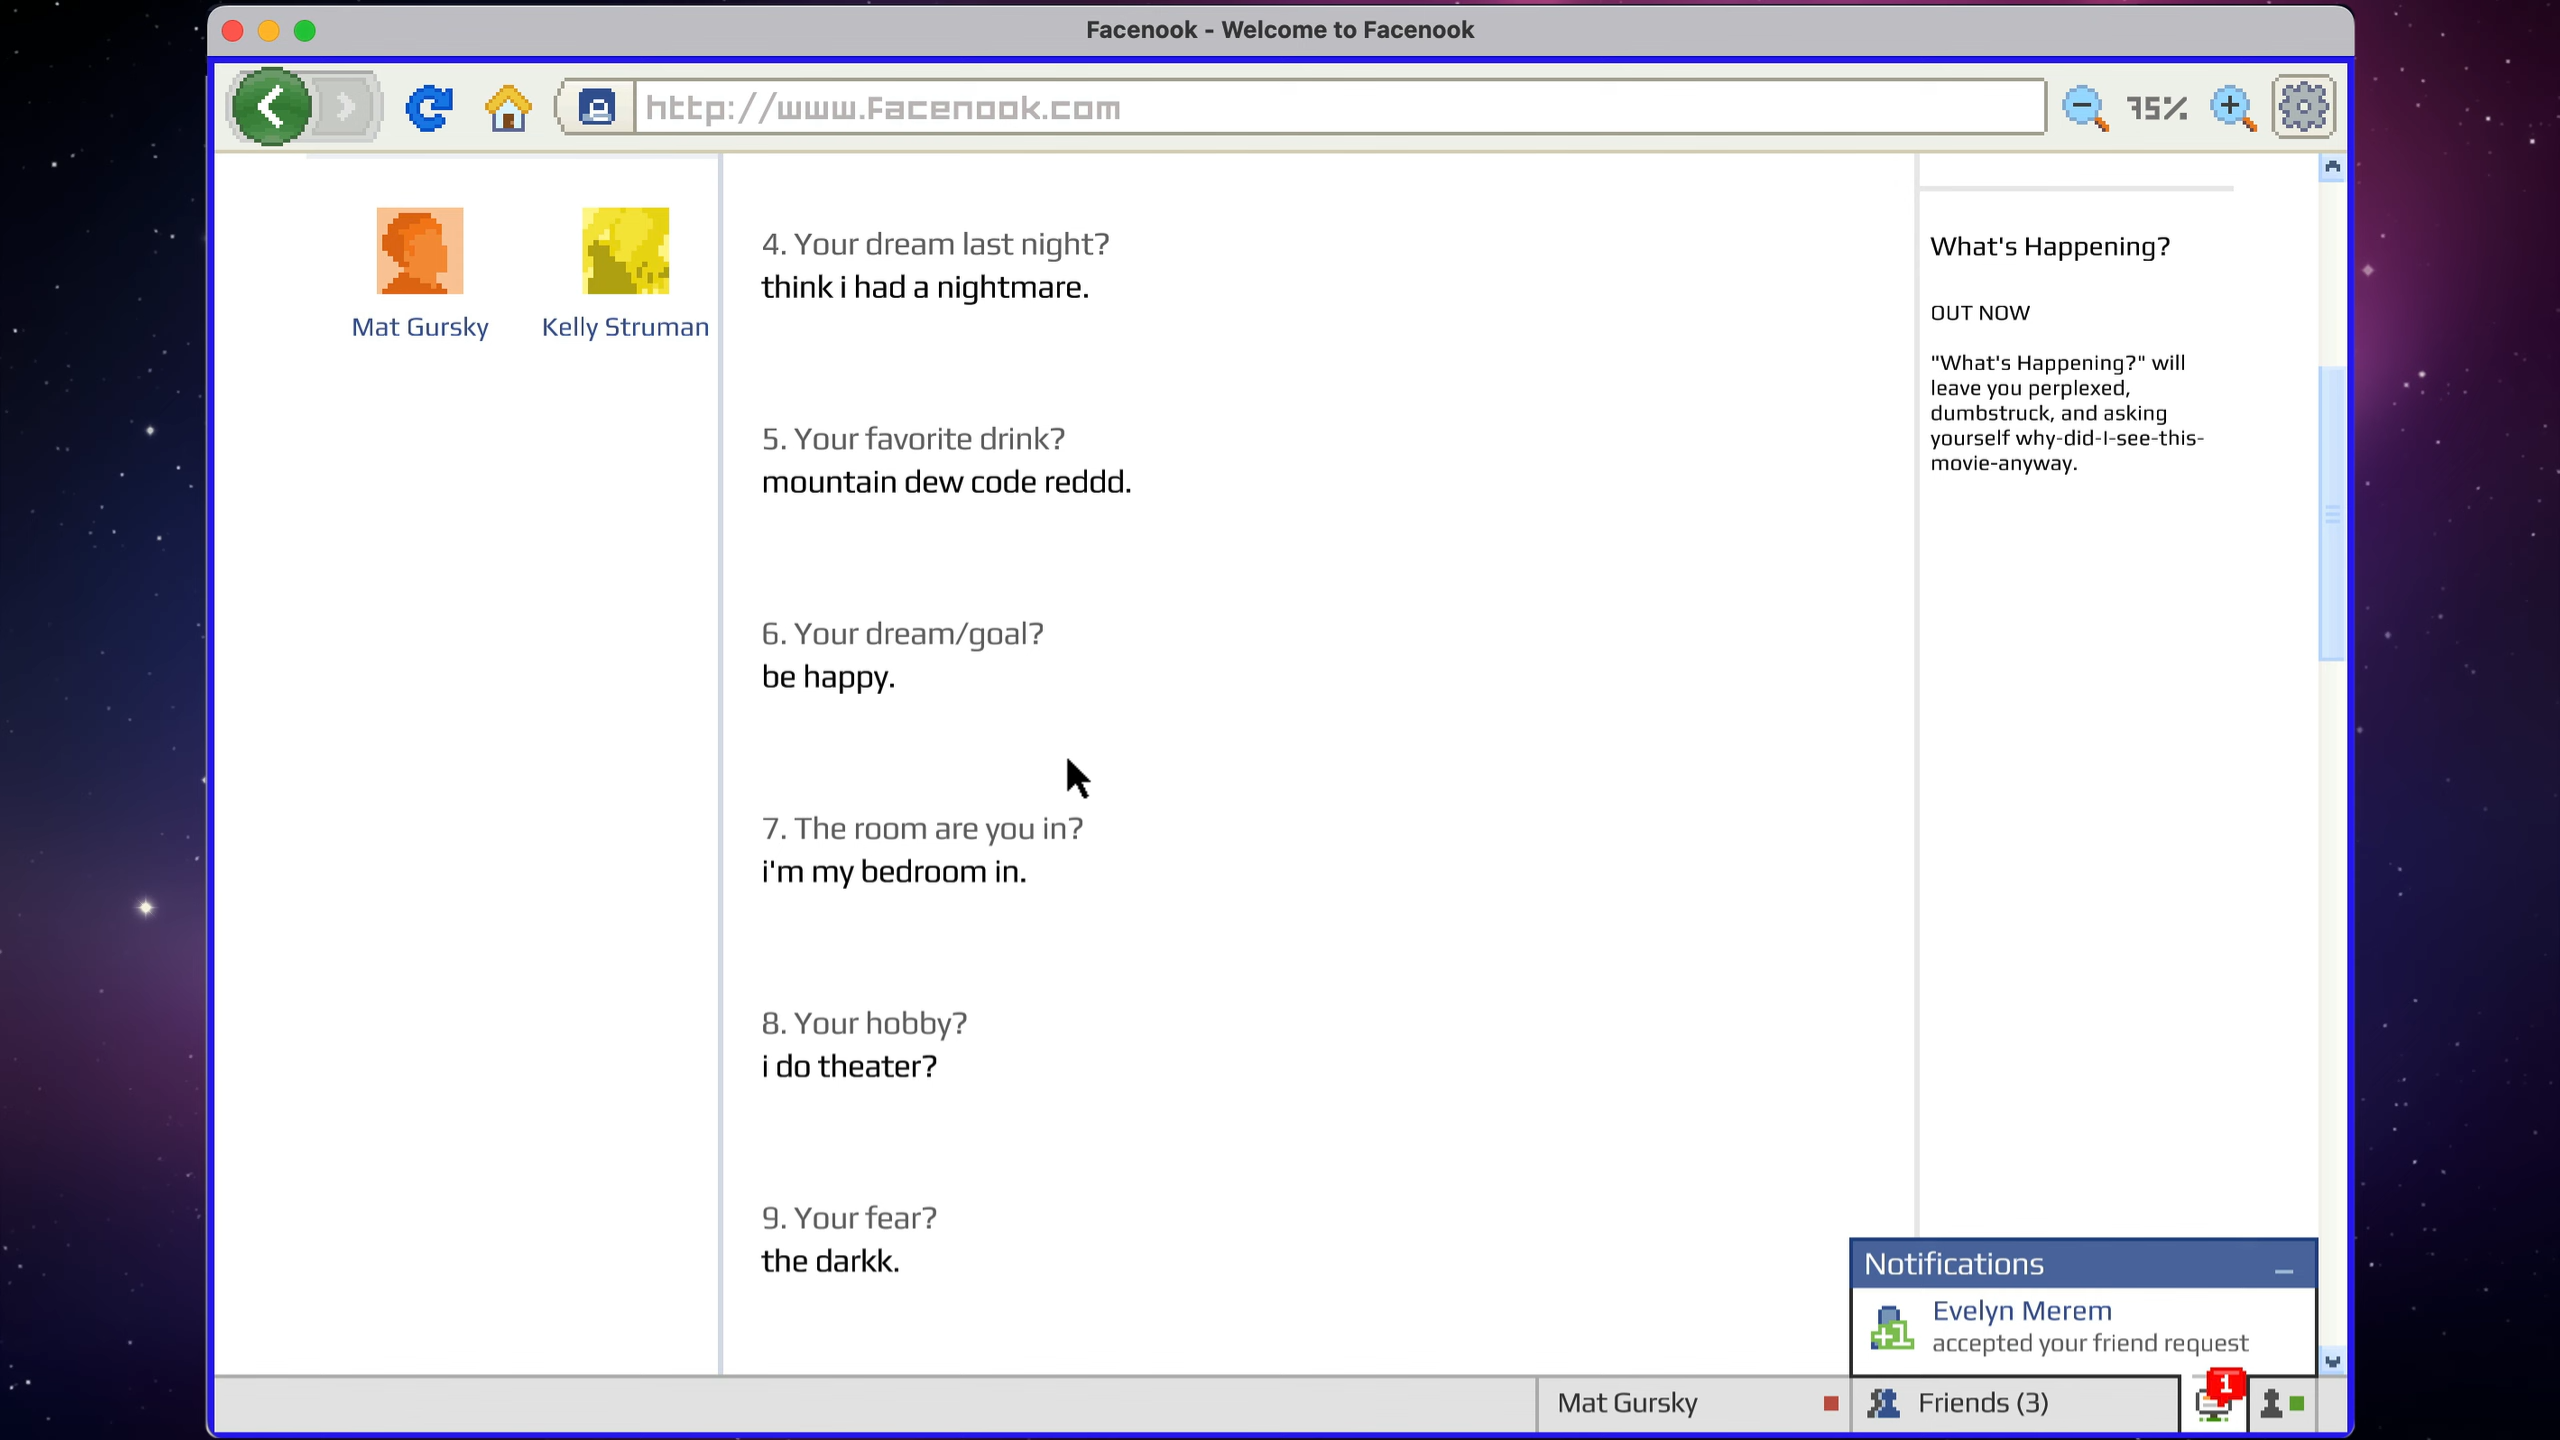 Facenook - Welcome to Facenook
http://www.Facenook.com
75%
Mat Gursky
Kelly Struman
4. Your dream last night?
think i had a nightmare.
5. Your favorite drink?
mountain dew code reddd.
6. Your dream/goal?
be happy.
7. The room are you in?
i'm my bedroom in.
8. Your hobby?
i do theater?
9. Your fear?
the darkk.
What's Happening?
OUT NOW
"What's Happening?" will
leave you perplexed,
dumbstruck, and asking
yourself why-did-I-see-this-
movie-anyway.
Notifications
+1
Evelyn Merem
accepted your friend request
Mat Gursky
Friends (3)
1